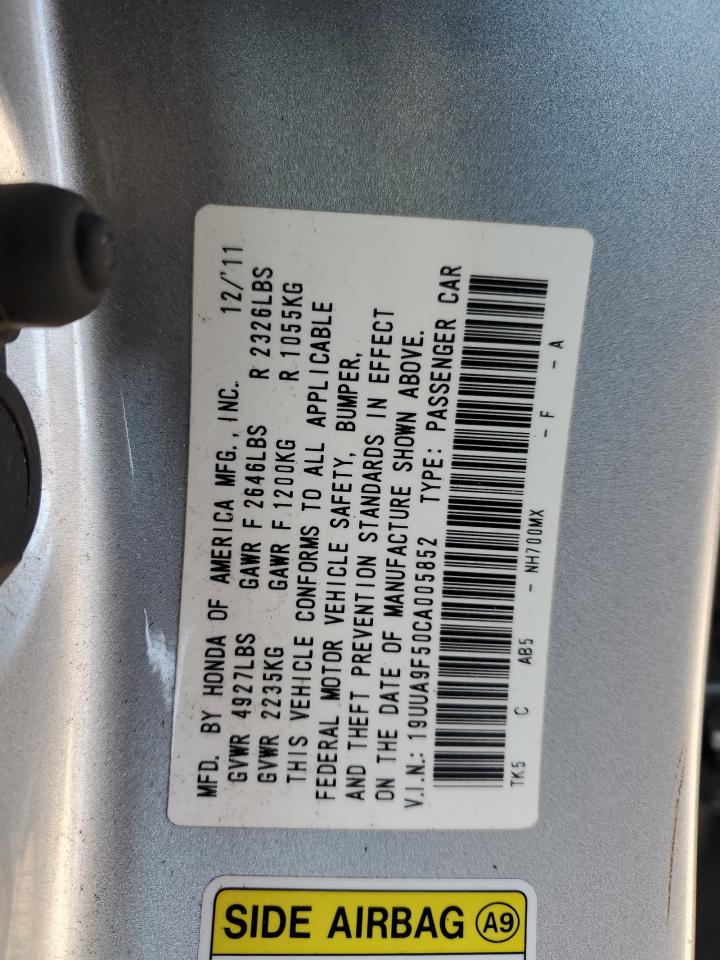 MFD. BY HONDA OF AMERICA MFG., INC. 12/'11
GVWR 4927LBS GAWR F 2646LBS R 2326LBS
GVWR 2235KG GAWR F 1200KG R 1055KG
THIS VEHICLE CONFORMS TO ALL APPLICABLE
FEDERAL MOTOR VEHICLE SAFETY, BUMPER,
AND THEFT PREVENTION STANDARDS IN EFFECT
ON THE DATE OF MANUFACTURE SHOWN ABOVE.
V.I.N.: 19UUA9F50CA005852 TYPE: PASSENGER CAR
TK5 C AB5 - NH700MX - F - A
SIDE AIRBAG A9